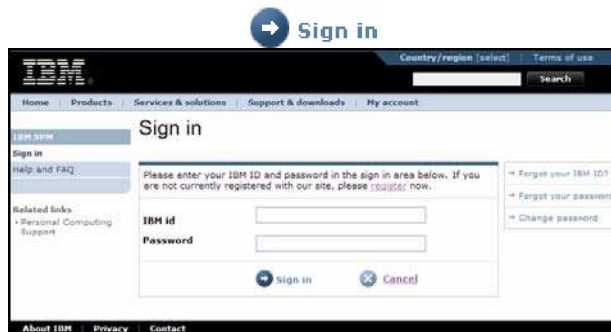 Sign in
IBM
Country/region [select] Terms of use
Search
Home Products Services & solutions Support & downloads My account
IBM SPM
Sign in
Sign in
Help and FAQ
Related links
• Personal Computing Support
Please enter your IBM ID and password in the sign in area below. If you
are not currently registered with our site, please register now.
IBM id
Password
Sign in Cancel
→ Forgot your IBM ID?
→ Forgot your password
→ Change password
About IBM Privacy Contact